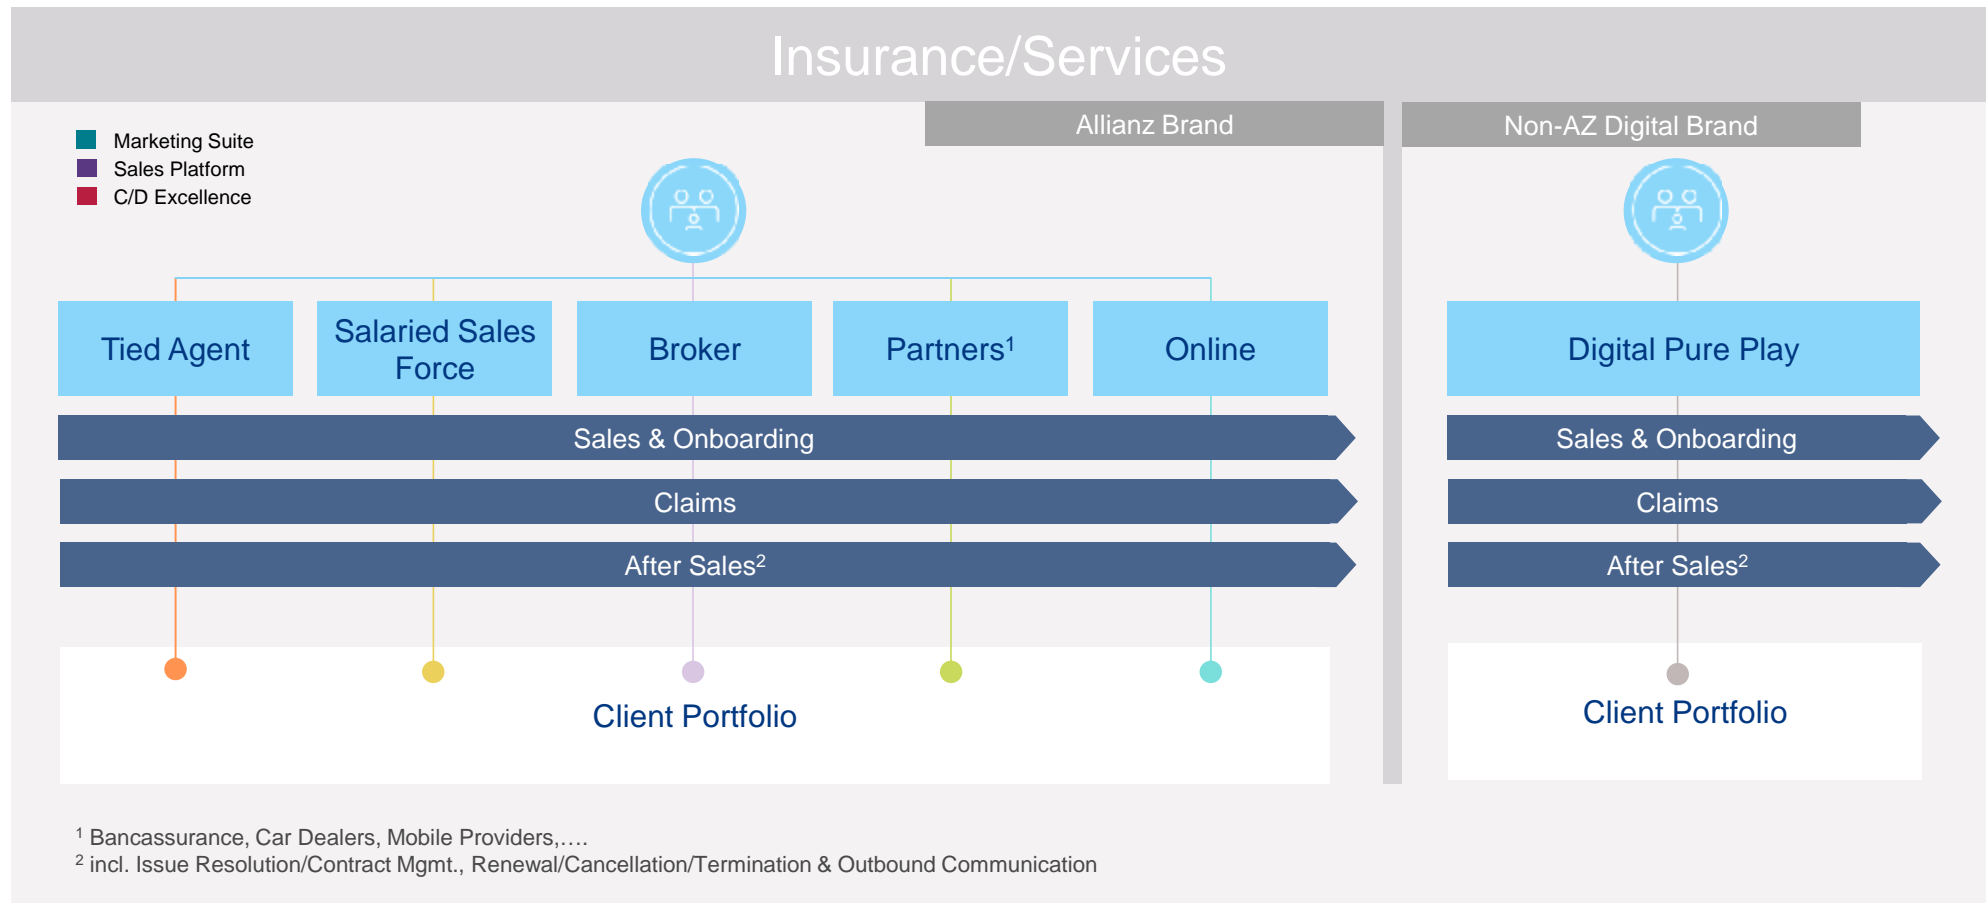 Insurance/Services
Allianz Brand
Non-AZ Digital Brand
Marketing Suite
Sales Platform
C/D Excellence
Tied Agent
Salaried Sales
Force
Broker
Partners¹
Online
Digital Pure Play
Sales & Onboarding
Sales & Onboarding
Claims
Claims
After Sales²
After Sales²
Client Portfolio
Client Portfolio
¹ Bancassurance, Car Dealers, Mobile Providers,….
² incl. Issue Resolution/Contract Mgmt., Renewal/Cancellation/Termination & Outbound Communication